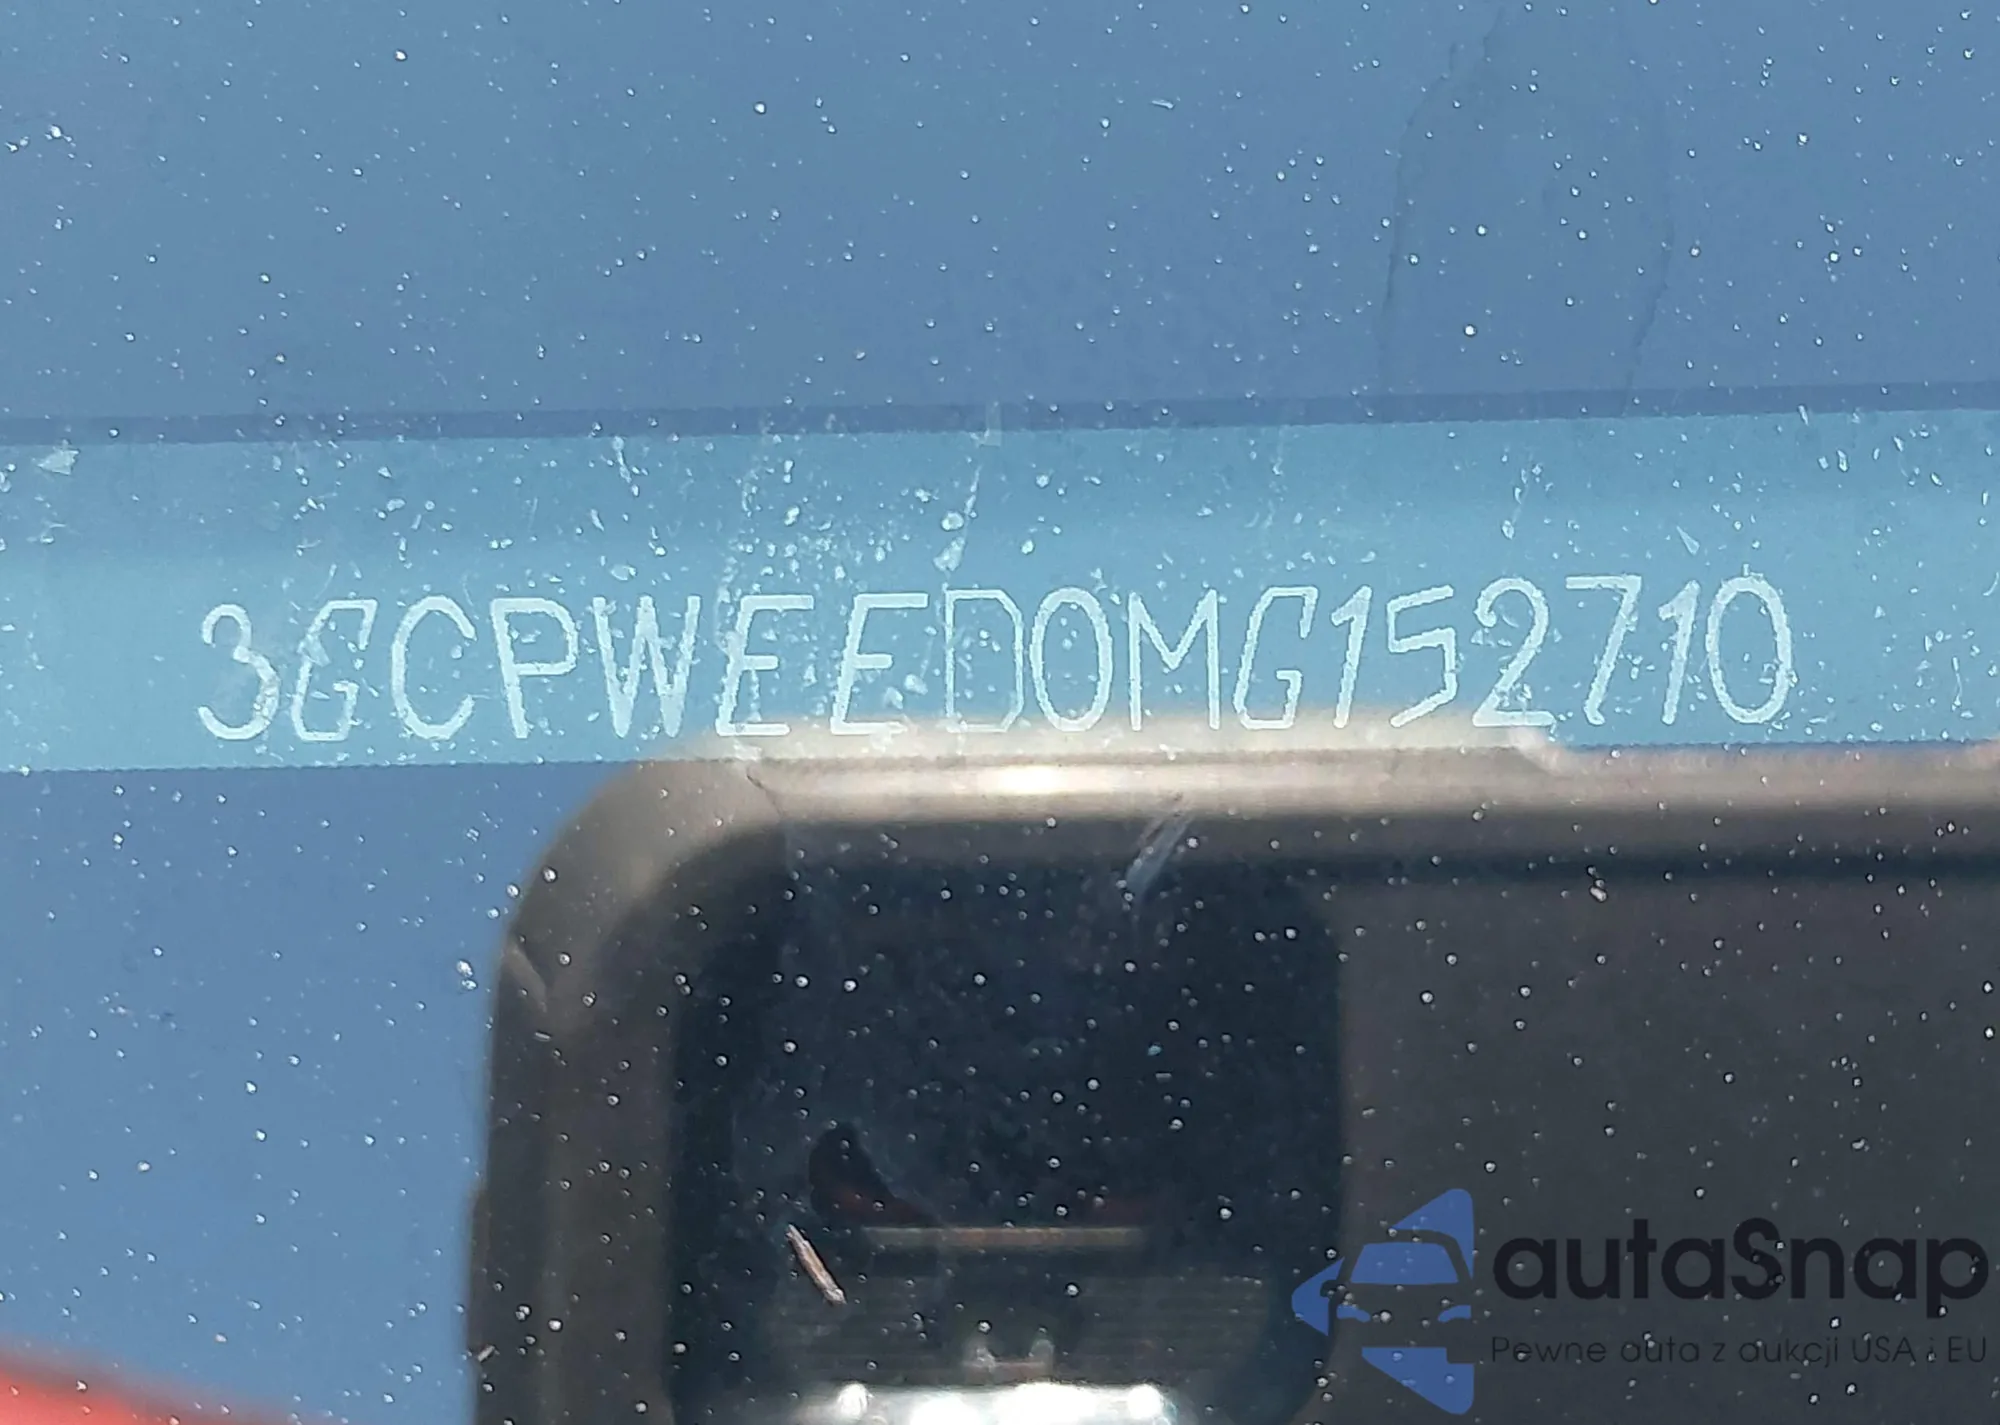 3GCPWEED0MG152710
autaSnap
Pewne auta z aukcji USA i EU